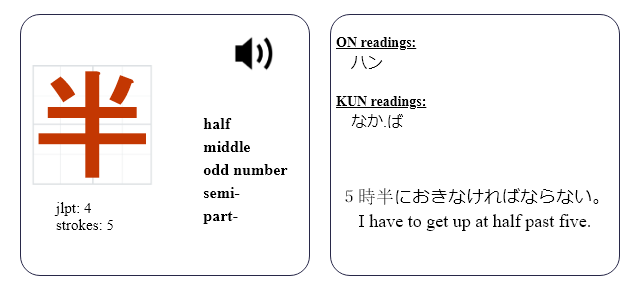 半
half
middle
odd number
semi-
part-
jlpt: 4
strokes: 5
ON readings:
ハン
KUN readings:
なか.ば
5 時半におきなければならない。
I have to get up at half past five.